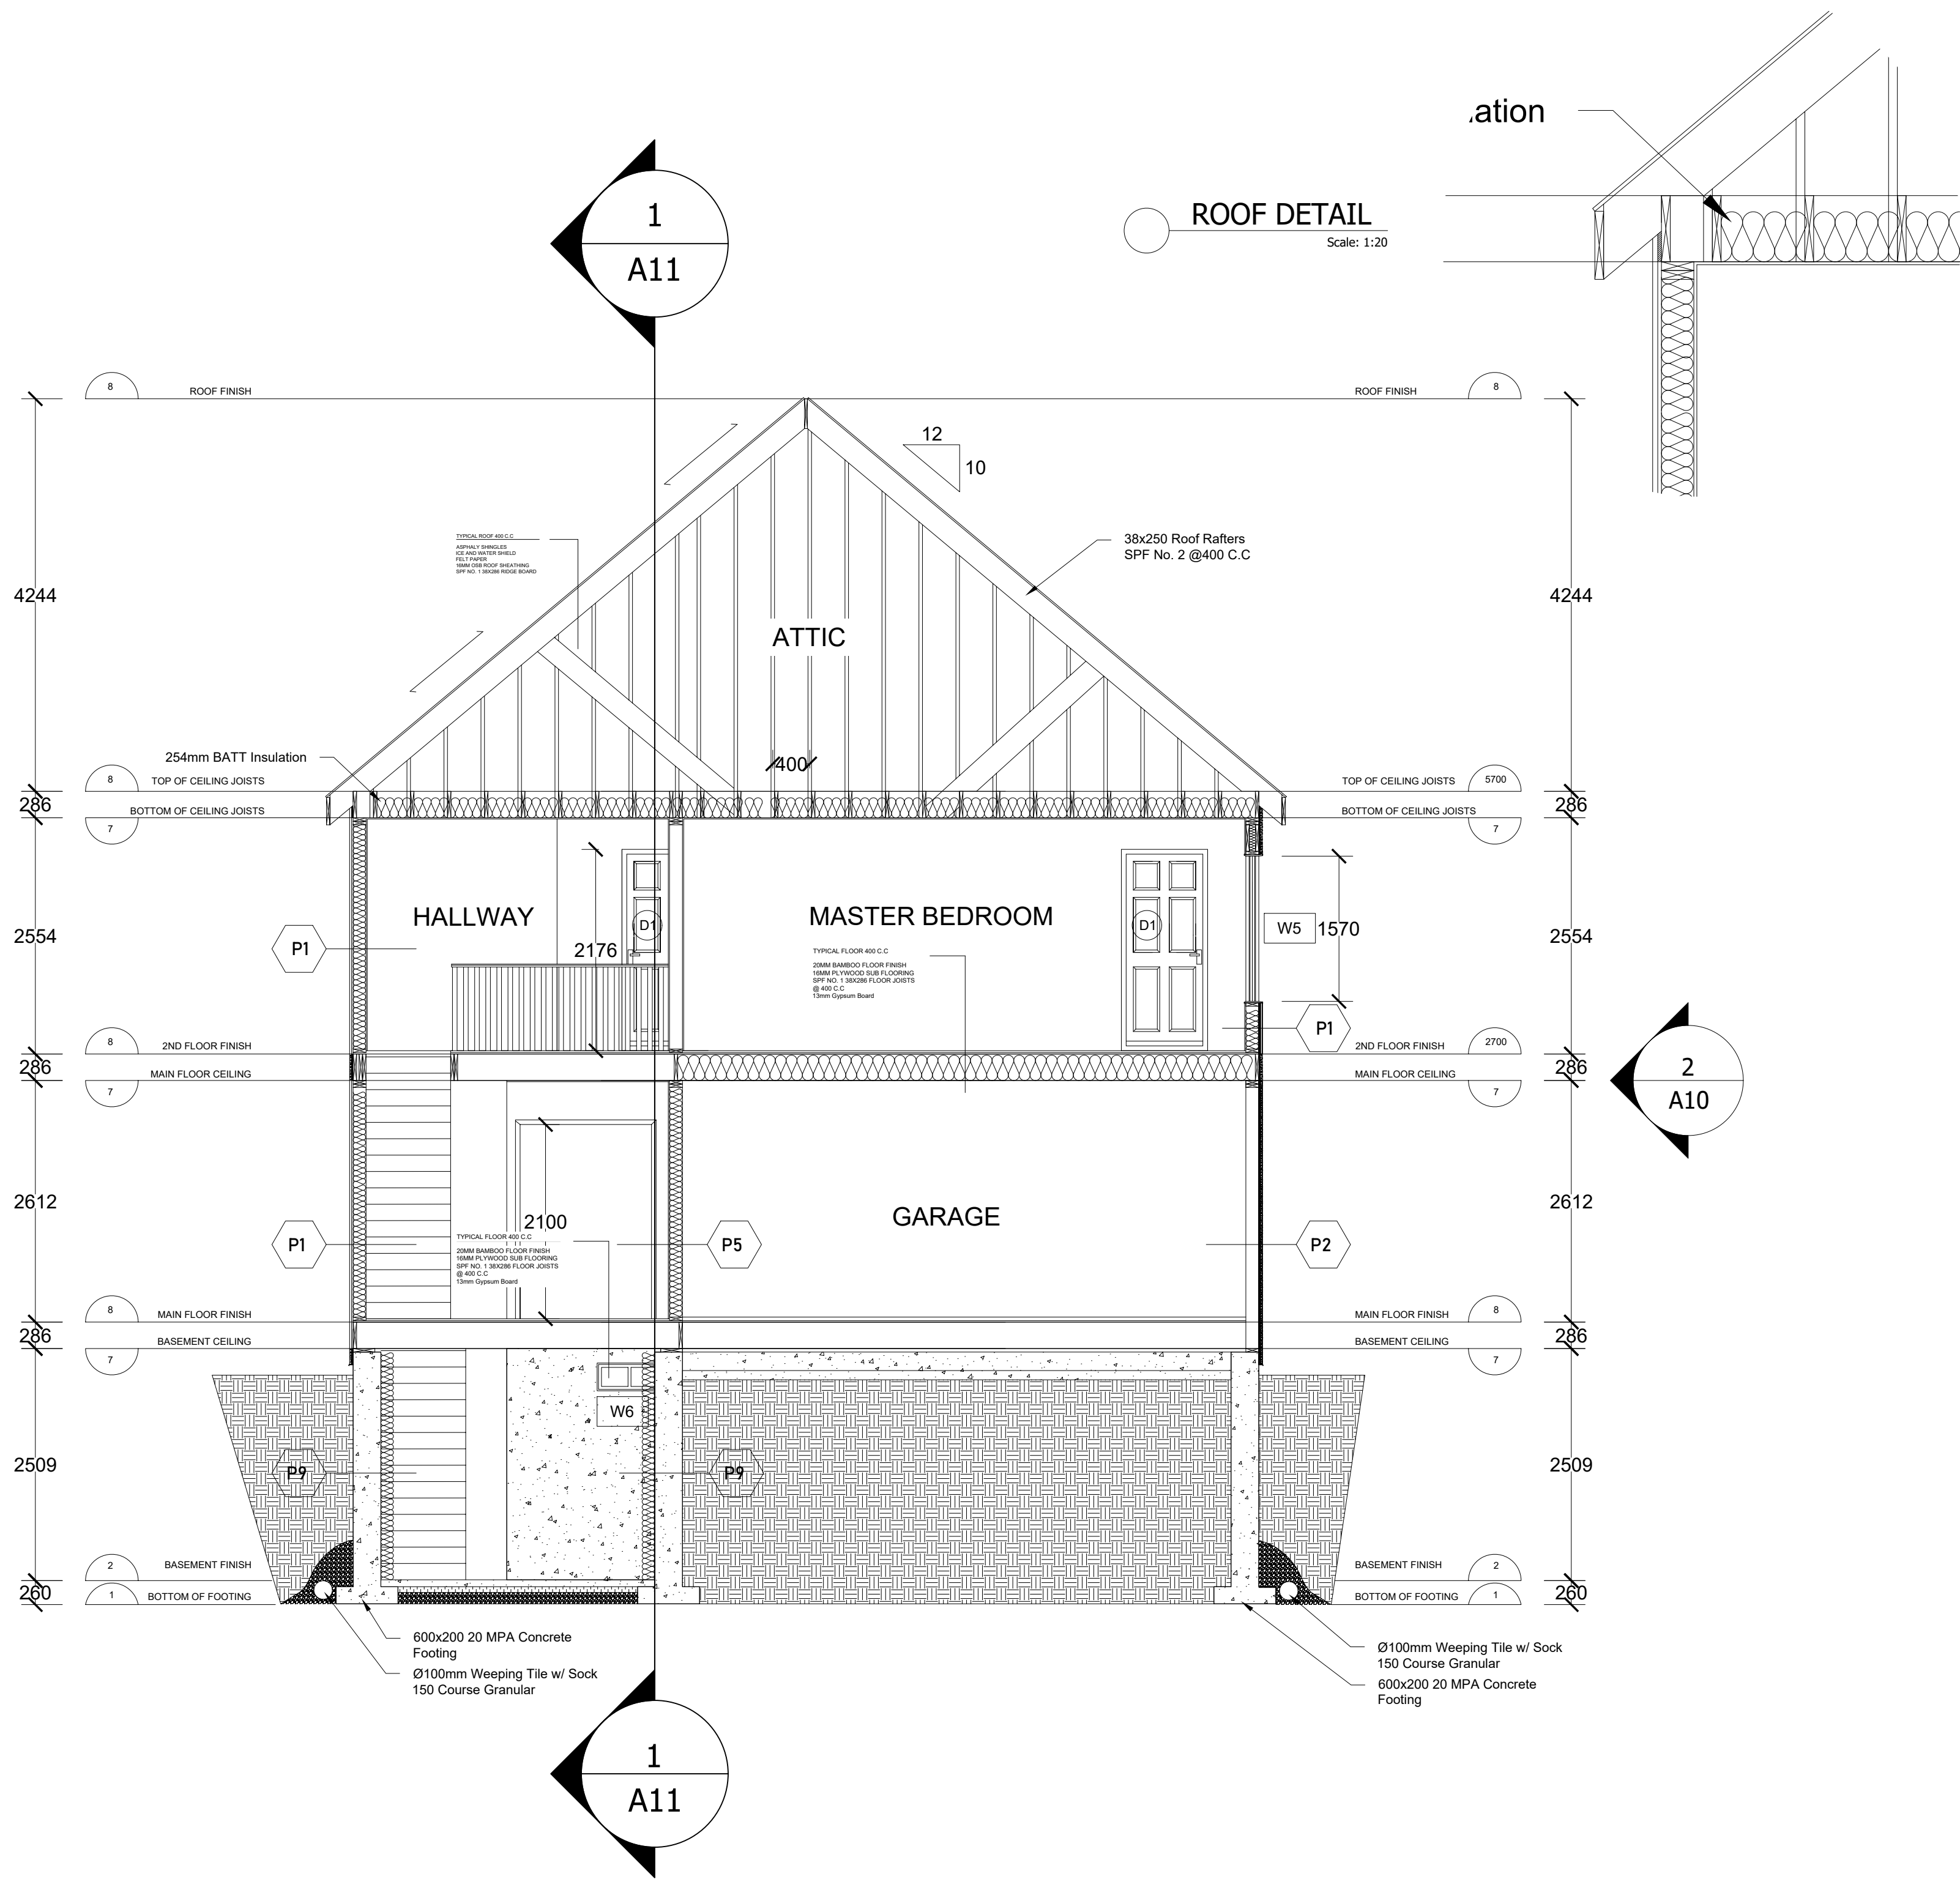 ation
1
A11
ROOF DETAIL
Scale: 1:20
8
ROOF FINISH
ROOF FINISH
8
12
10
TYPICAL ROOF 400 C.C
ASPHALY SHINGLES
ICE AND WATER SHIELD
FELT PAPER
16MM OSB ROOF SHEATHING
SPF NO. 1 38X286 RIDGE BOARD
38x250 Roof Rafters
SPF No. 2 @400 C.C
4244
4244
ATTIC
254mm BATT Insulation
400
8
TOP OF CEILING JOISTS
TOP OF CEILING JOISTS
5700
286
286
BOTTOM OF CEILING JOISTS
BOTTOM OF CEILING JOISTS
7
7
HALLWAY
D1
MASTER BEDROOM
D1
W5
1570
2554
2554
P1
2176
TYPICAL FLOOR 400 C.C
20MM BAMBOO FLOOR FINISH
16MM PLYWOOD SUB FLOORING
SPF NO. 1 38X286 FLOOR JOISTS
@ 400 C.C
13mm Gypsum Board
P1
8
2ND FLOOR FINISH
2ND FLOOR FINISH
2700
286
286
MAIN FLOOR CEILING
MAIN FLOOR CEILING
7
7
2
A10
2612
2612
GARAGE
2100
P1
P5
P2
TYPICAL FLOOR 400 C.C
20MM BAMBOO FLOOR FINISH
16MM PLYWOOD SUB FLOORING
SPF NO. 1 38X286 FLOOR JOISTS
@ 400 C.C
13mm Gypsum Board
8
MAIN FLOOR FINISH
MAIN FLOOR FINISH
8
286
286
BASEMENT CEILING
BASEMENT CEILING
7
7
W6
2509
2509
P9
P9
2
BASEMENT FINISH
BASEMENT FINISH
2
260
260
1
BOTTOM OF FOOTING
BOTTOM OF FOOTING
1
600x200 20 MPA Concrete
Footing
Ø100mm Weeping Tile w/ Sock
150 Course Granular
Ø100mm Weeping Tile w/ Sock
150 Course Granular
600x200 20 MPA Concrete
Footing
1
A11